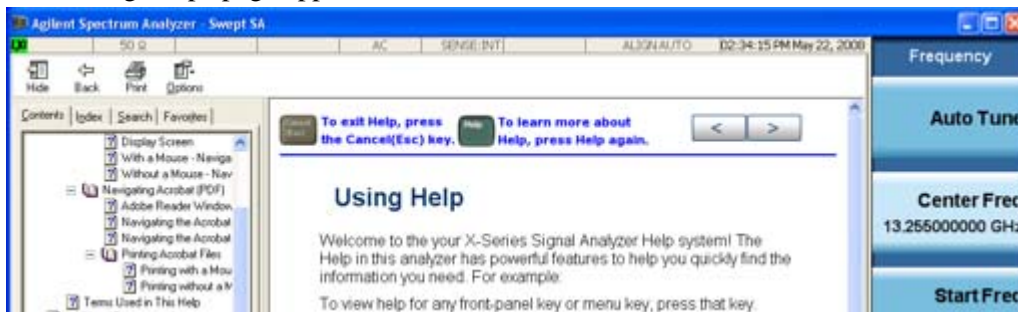 Agilent Spectrum Analyzer - Swept SA
50 Ω AC SENSE:INT ALIGN AUTO 02:34:15 PM May 22, 2008
Hide Back Print Options
Contents Index Search Favorites
Display Screen
With a Mouse - Naviga
Without a Mouse - Nav
Navigating Acrobat (PDF)
Adobe Reader Window
Navigating the Acrobat
Navigating the Acrobat
Printing Acrobat Files
Printing with a Mou
Printing without a M
Terms Used in This Help
To exit Help, press
the Cancel(Esc) key.
Help
To learn more about
Help, press Help again.
< >
Using Help
Welcome to the your X-Series Signal Analyzer Help system! The
Help in this analyzer has powerful features to help you quickly find the
information you need. For example:
To view help for any front-panel key or menu key, press that key.
Frequency
Auto Tune
Center Freq
13.255000000 GHz
Start Freq